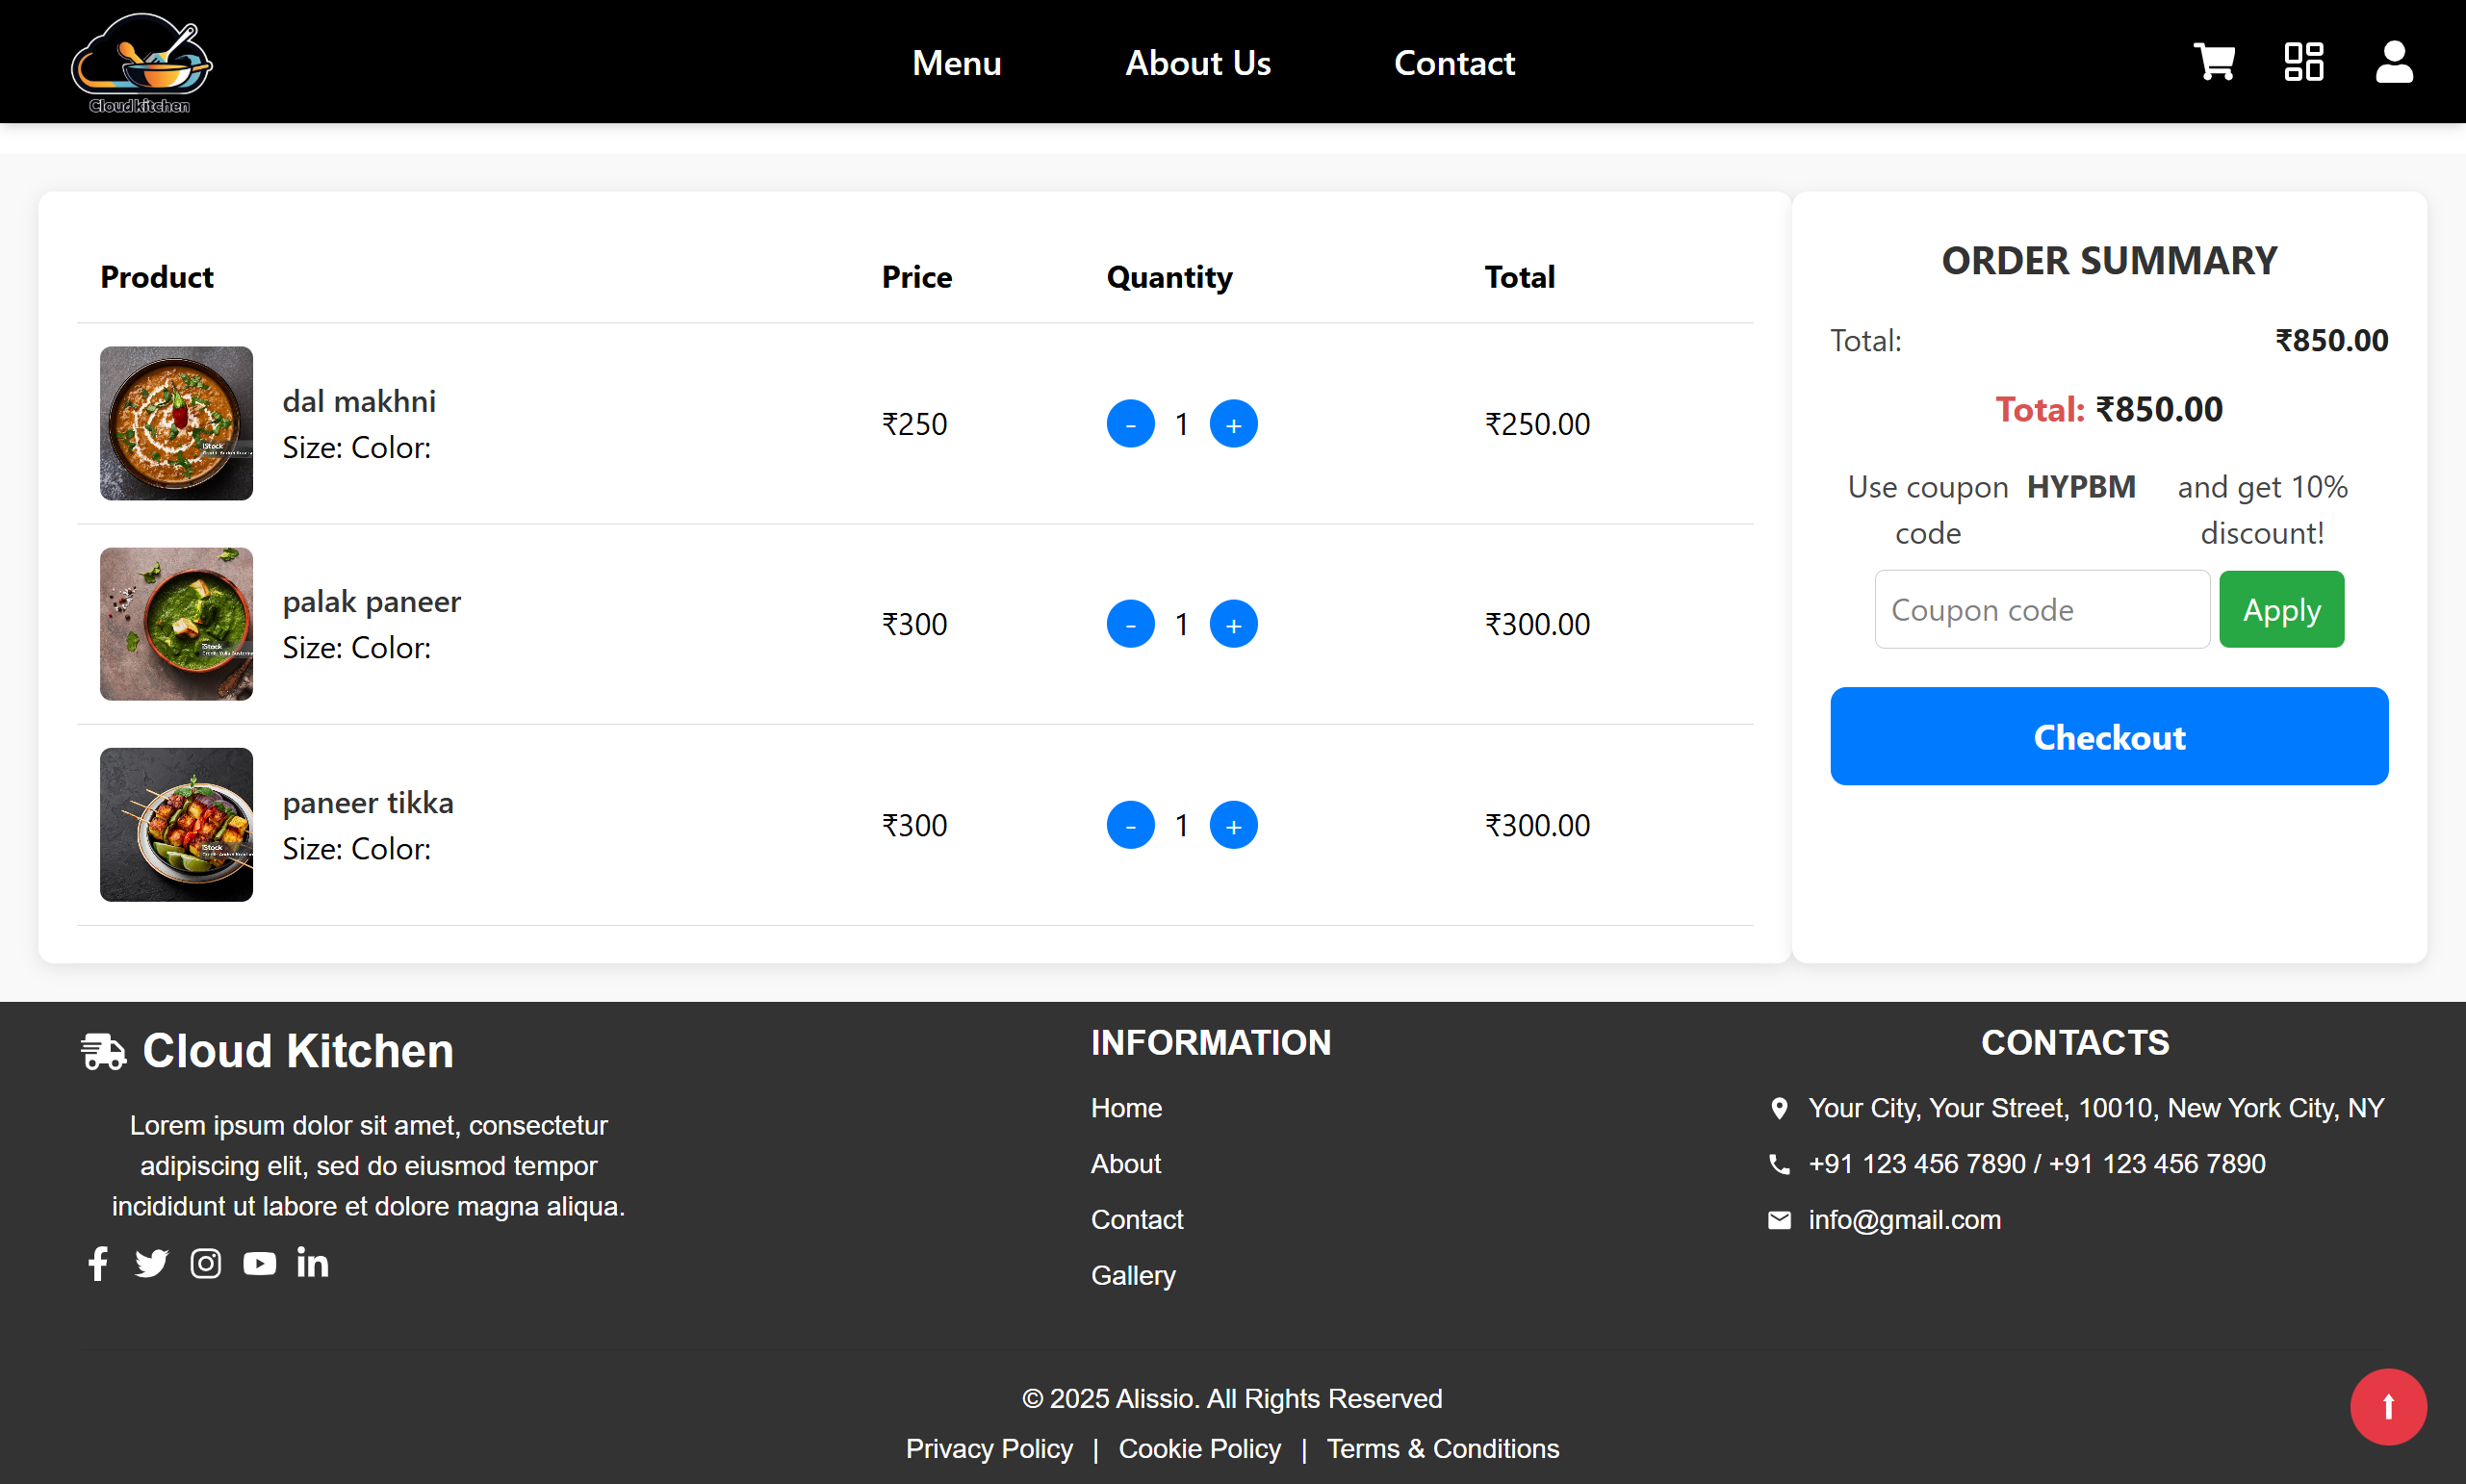 Cloud kitchen
Menu
About Us
Contact
Product
Price
Quantity
Total
dal makhni
Size: Color:
₹250
-
1
+
₹250.00
iStock
palak paneer
Size: Color:
₹300
-
1
+
₹300.00
iStock
paneer tikka
Size: Color:
₹300
-
1
+
₹300.00
iStock
ORDER SUMMARY
Total: ₹850.00
Total: ₹850.00
Use coupon code
HYPBM
and get 10% discount!
Coupon code
Apply
Checkout
Cloud Kitchen
Lorem ipsum dolor sit amet, consectetur
adipiscing elit, sed do eiusmod tempor
incididunt ut labore et dolore magna aliqua.
INFORMATION
Home
About
Contact
Gallery
CONTACTS
Your City, Your Street, 10010, New York City, NY
+91 123 456 7890 / +91 123 456 7890
info@gmail.com
© 2025 Alissio. All Rights Reserved
Privacy Policy | Cookie Policy | Terms & Conditions